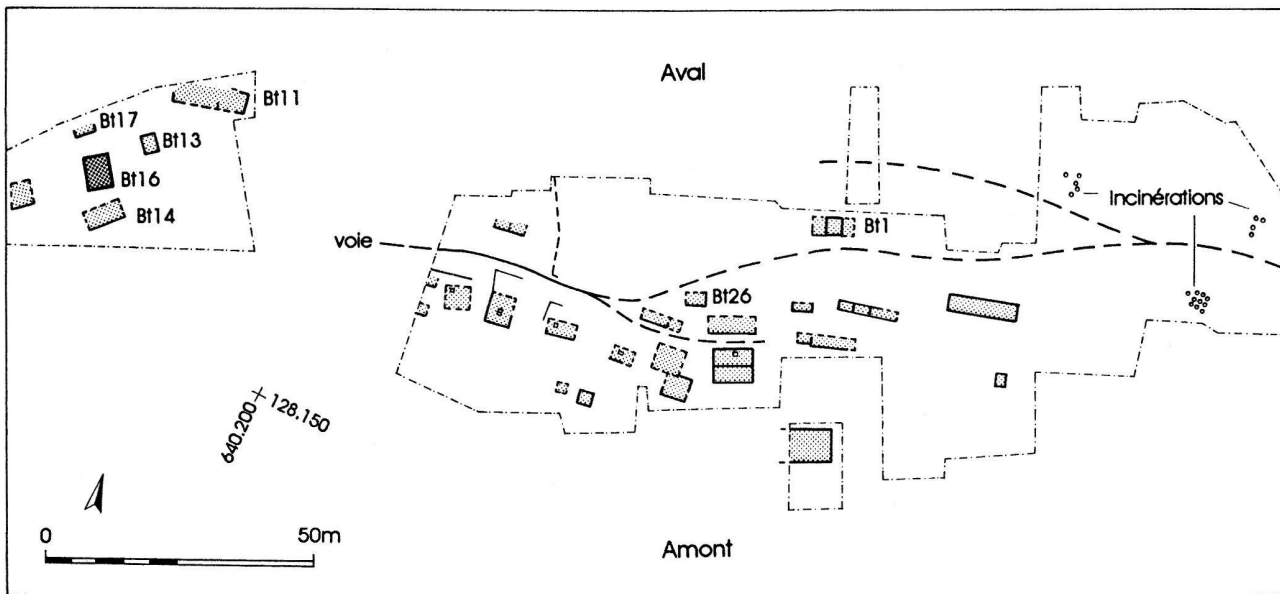 Aval
Bt11
Bt17
Bt13
Bt16
Bt14
Incinérations
Bt1
voie
Bt26
640.200
128.150
0
50m
Amont